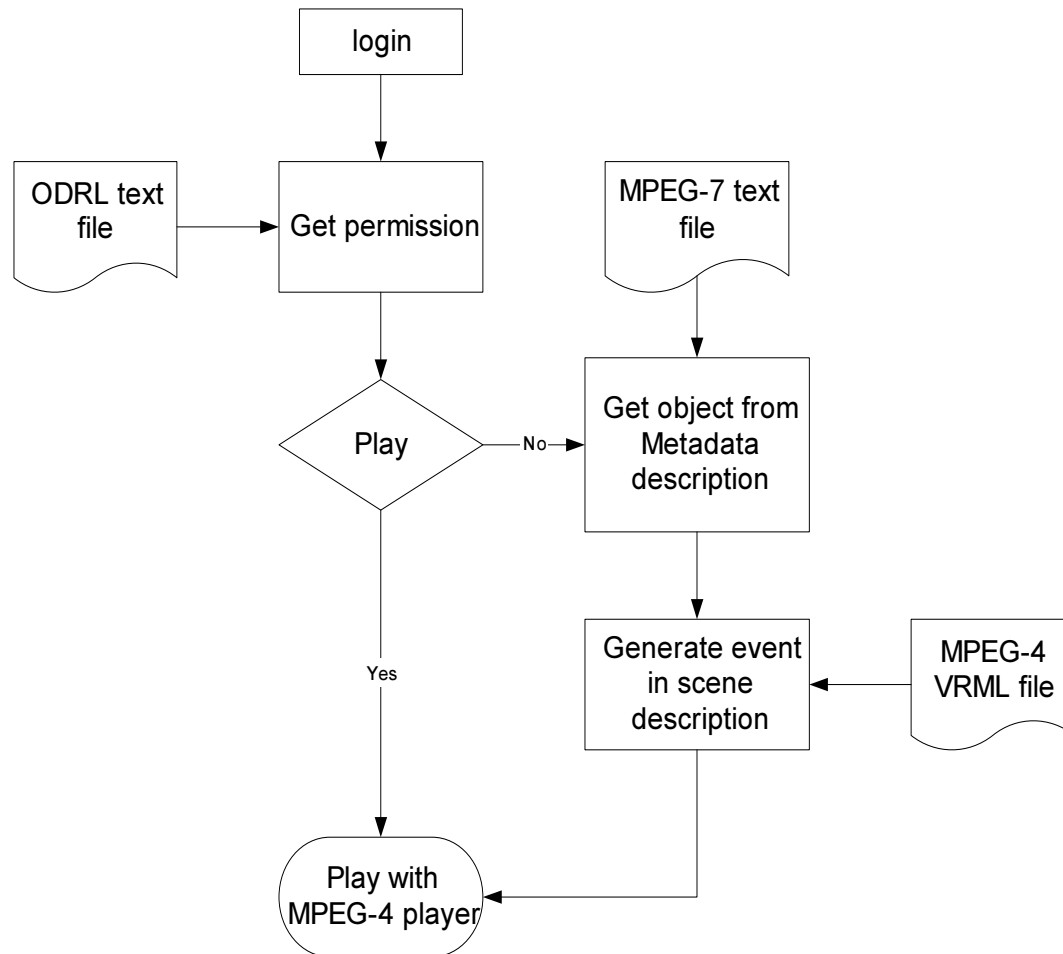 login
ODRL text
file
Get permission
MPEG-7 text
file
Play
No
Get object from
Metadada
description
Yes
Generate event
in scene
description
MPEG-4
VRML file
Play with
MPEG-4 player